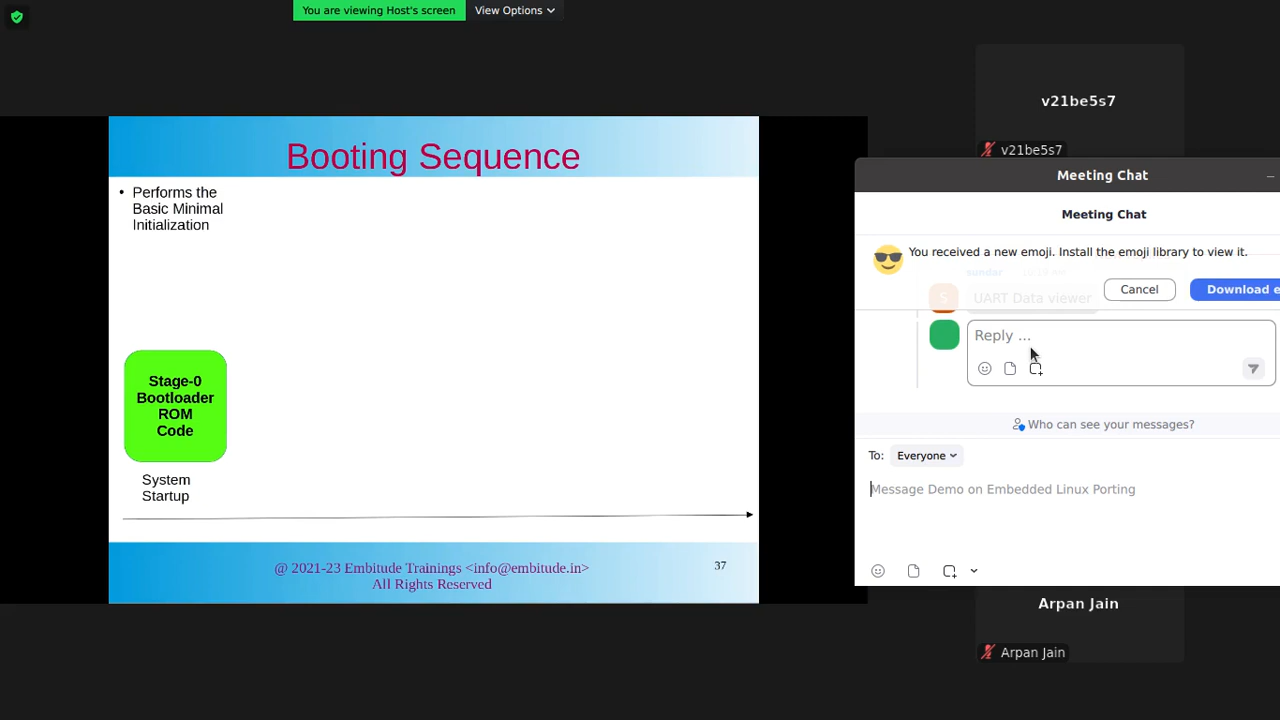 You are viewing Host's screen
View Options
v21be5s7
v21be5s7
Booting Sequence
• Performs the
Basic Minimal
Initialization
Stage-0
Bootloader
ROM
Code
System
Startup
@ 2021-23 Embitude Trainings <info@embitude.in>
All Rights Reserved
37
Meeting Chat
Meeting Chat
You received a new emoji. Install the emoji library to view it.
sundar
Cancel
Download e
S
UART Data viewer
Reply ...
Who can see your messages?
To: Everyone
Message Demo on Embedded Linux Porting
Arpan Jain
Arpan Jain